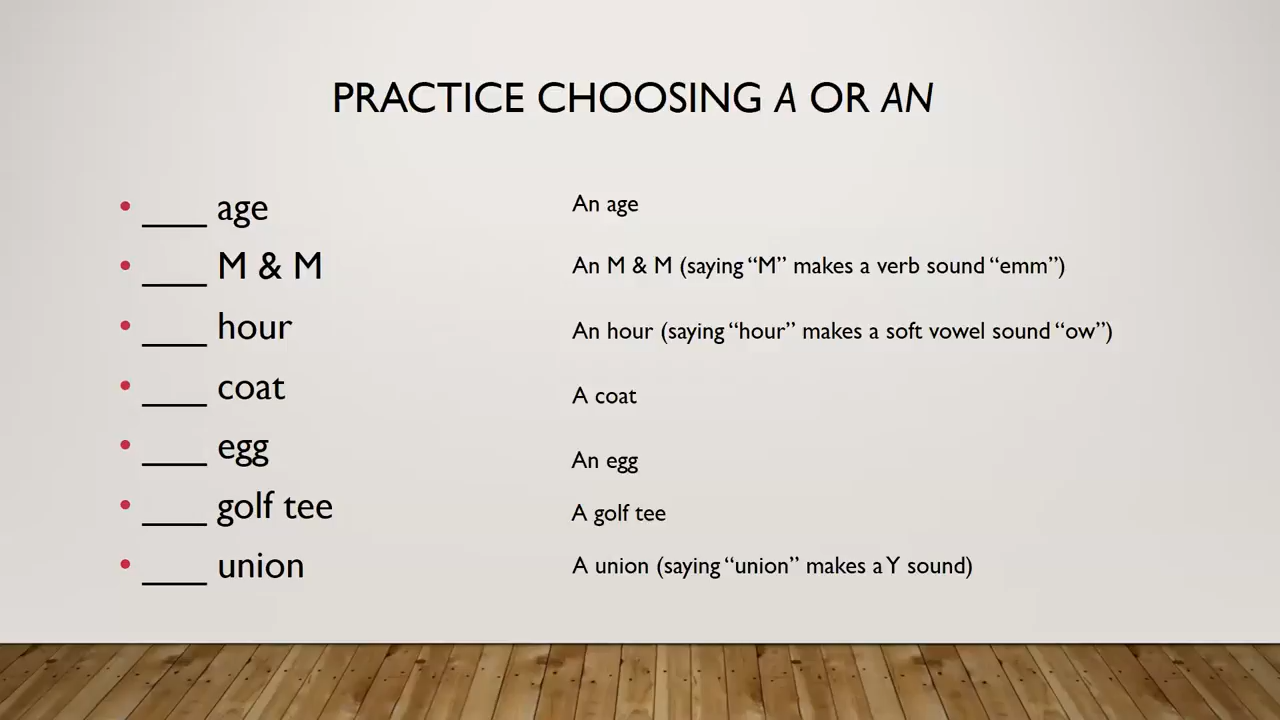 PRACTICE CHOOSING A OR AN
• ____ age
An age
• ____ M & M
An M & M (saying “M” makes a verb sound “emm”)
• ____ hour
An hour (saying “hour” makes a soft vowel sound “ow”)
• ____ coat
A coat
• ____ egg
An egg
• ____ golf tee
A golf tee
• ____ union
A union (saying “union” makes a Y sound)